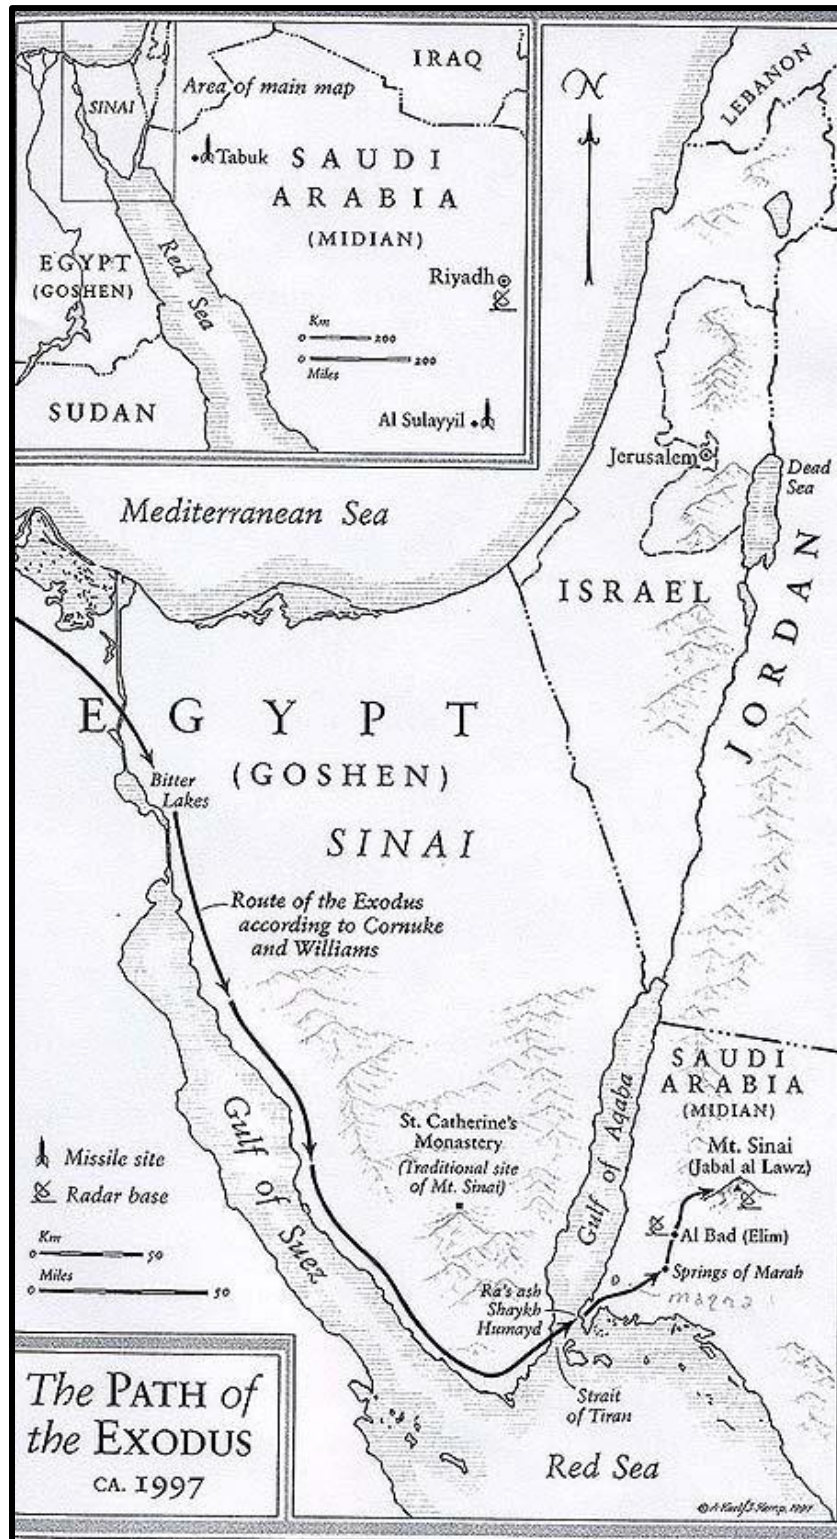 IRAQ
SINAI
Area of main map
Tabuk
SAUDI
ARABIA
(MIDIAN)
Red Sea
EGYPT
(GOSHEN)
Riyadh
Km
200
200
Miles
SUDAN
Al Sulayyil
N
LEBANON
Jerusalem
Dead
Sea
Mediterranean Sea
ISRAEL
JORDAN
EGYPT
(GOSHEN)
SINAI
Bitter
Lakes
Route of the Exodus
according to Cornuke
and Williams
Gulf of Suez
Gulf of Aqaba
SAUDI
ARABIA
(MIDIAN)
St. Catherine's
Monastery
(Traditional site
of Mt. Sinai)
Mt. Sinai
(Jabal al Lawz)
Al Bad (Elim)
Springs of Marah
magna
Ra's ash
Shaykh
Humayd
Strait
of Tiran
Red Sea
Missile site
Radar base
Km
50
Miles
50
The PATH of
the EXODUS
CA. 1997